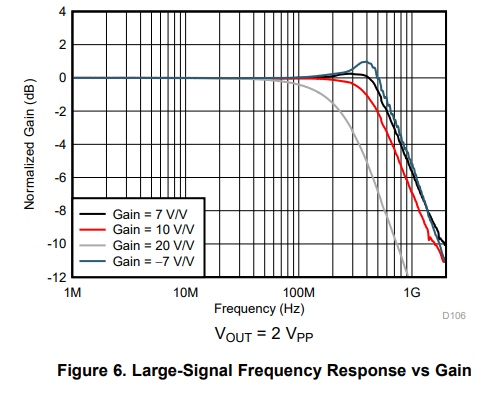 4
2
0
-2
-4
-6
-8
-10
-12
Normalized Gain (dB)
Gain = 7 V/V
Gain = 10 V/V
Gain = 20 V/V
Gain = –7 V/V
1M
10M
100M
1G
Frequency (Hz)
D106
VOUT = 2 VPP
Figure 6. Large-Signal Frequency Response vs Gain